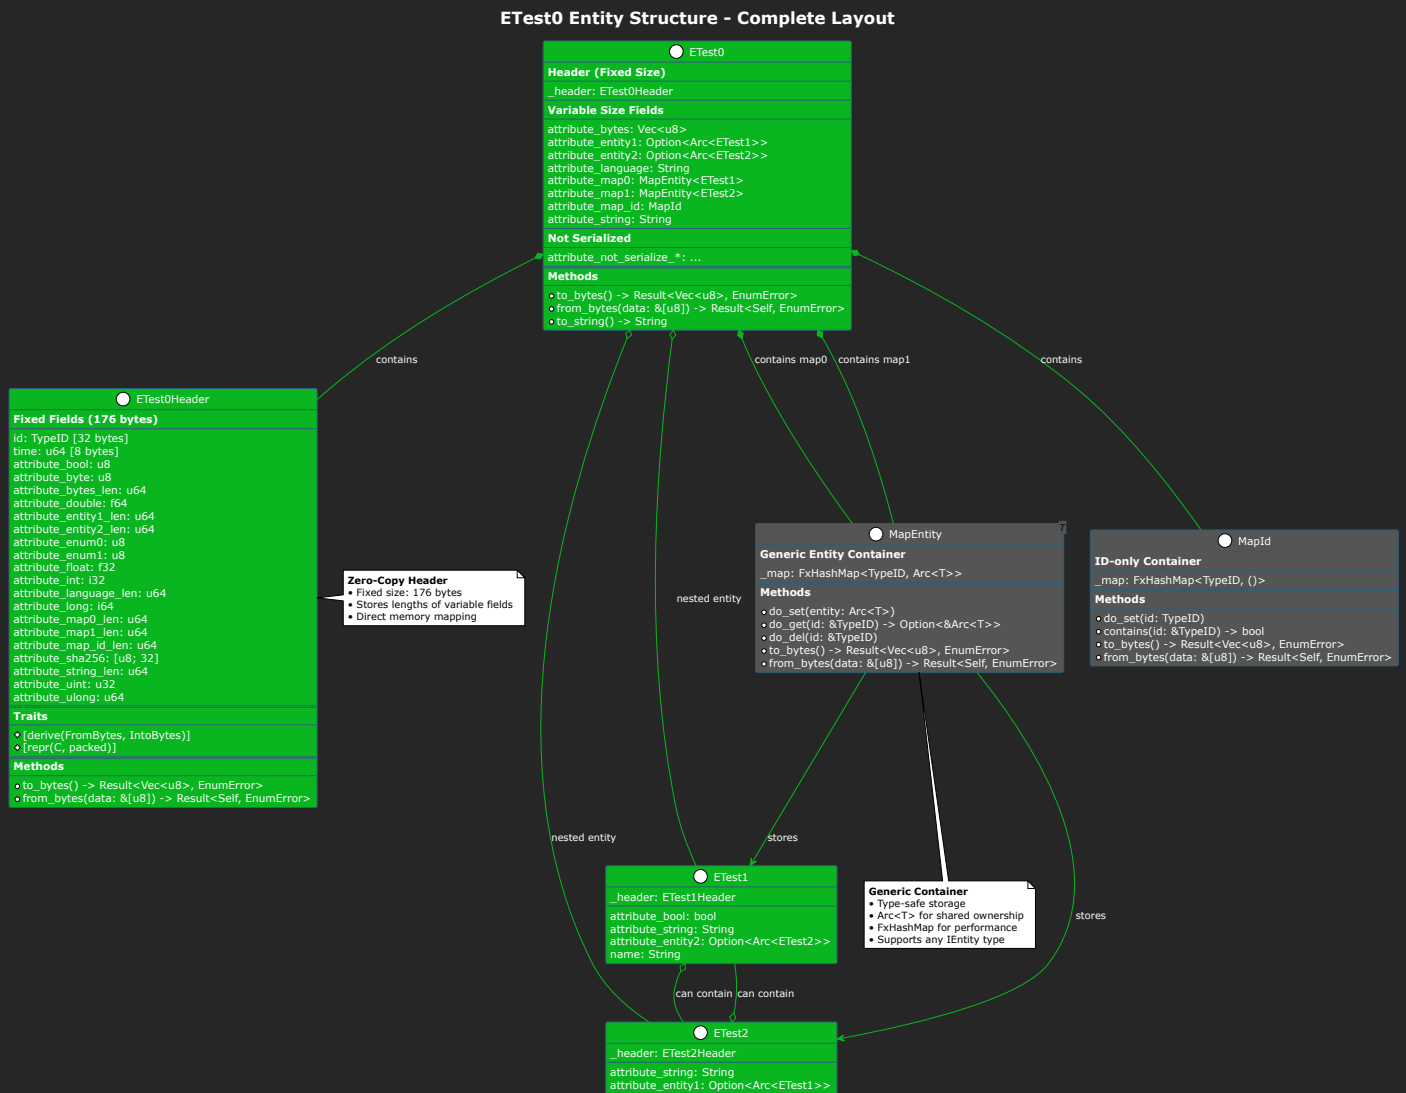 ETest0 Entity Structure - Complete Layout
ETest0
Header (Fixed Size)
_header: ETest0Header
Variable Size Fields
attribute_bytes: Vec<u8>
attribute_entity1: Option<Arc<ETest1>>
attribute_entity2: Option<Arc<ETest2>>
attribute_language: String
attribute_map0: MapEntity<ETest1>
attribute_map1: MapEntity<ETest2>
attribute_map_id: MapId
attribute_string: String
Not Serialized
attribute_not_serialize_*: ...
Methods
to_bytes() -> Result<Vec<u8>, EnumError>
from_bytes(data: &[u8]) -> Result<Self, EnumError>
to_string() -> String
contains
contains map0
contains map1
contains
ETest0Header
Fixed Fields (176 bytes)
id: TypeID [32 bytes]
time: u64 [8 bytes]
attribute_bool: u8
attribute_byte: u8
attribute_bytes_len: u64
attribute_double: f64
attribute_entity1_len: u64
attribute_entity2_len: u64
attribute_enum0: u8
attribute_enum1: u8
attribute_float: f32
attribute_int: i32
attribute_language_len: u64
attribute_long: i64
attribute_map0_len: u64
attribute_map1_len: u64
attribute_map_id_len: u64
attribute_sha256: [u8; 32]
attribute_string_len: u64
attribute_uint: u32
attribute_ulong: u64
Traits
[derive(FromBytes, IntoBytes)]
[repr(C, packed)]
Methods
to_bytes() -> Result<Vec<u8>, EnumError>
from_bytes(data: &[u8]) -> Result<Self, EnumError>
Zero-Copy Header
• Fixed size: 176 bytes
• Stores lengths of variable fields
• Direct memory mapping
nested entity
T
MapEntity
Generic Entity Container
_map: FxHashMap<TypeID, Arc<T>>
Methods
do_set(entity: Arc<T>)
do_get(id: &TypeID) -> Option<&Arc<T>>
do_del(id: &TypeID)
to_bytes() -> Result<Vec<u8>, EnumError>
from_bytes(data: &[u8]) -> Result<Self, EnumError>
MapId
ID-only Container
_map: FxHashMap<TypeID, ()>
Methods
do_set(id: TypeID)
contains(id: &TypeID) -> bool
to_bytes() -> Result<Vec<u8>, EnumError>
from_bytes(data: &[u8]) -> Result<Self, EnumError>
nested entity
stores
ETest1
_header: ETest1Header
attribute_bool: bool
attribute_string: String
attribute_entity2: Option<Arc<ETest2>>
name: String
Generic Container
• Type-safe storage
• Arc<T> for shared ownership
• FxHashMap for performance
• Supports any IEntity type
stores
can contain
can contain
ETest2
_header: ETest2Header
attribute_string: String
attribute_entity1: Option<Arc<ETest1>>